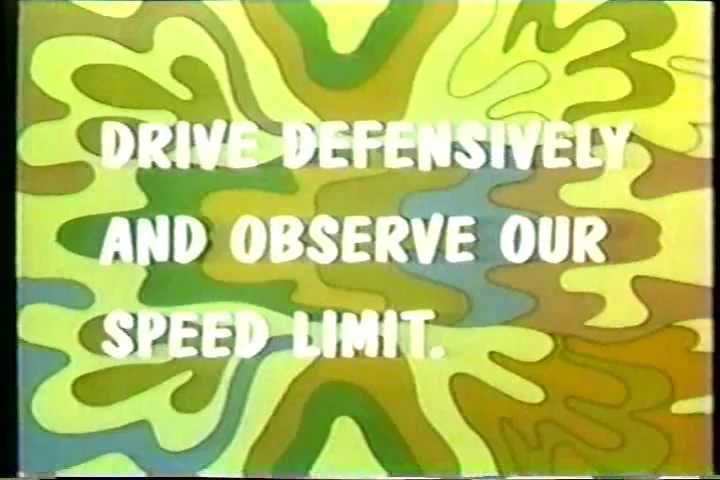 DRIVE DEFENSIVELY
AND OBSERVE OUR
SPEED LIMIT.